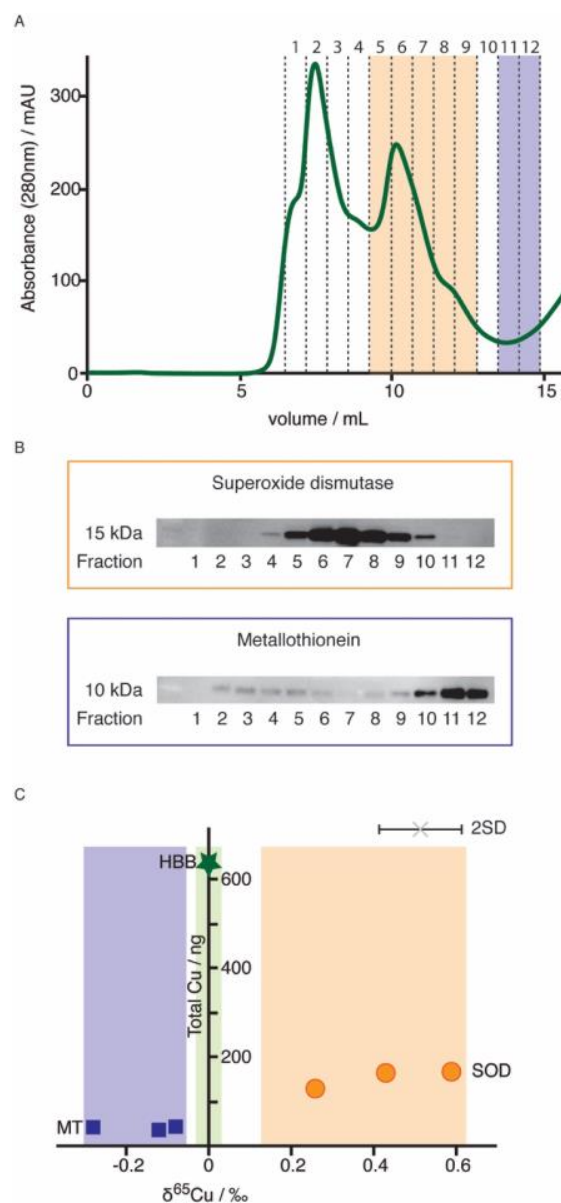 A
1 2 3 4 5 6 7 8 9 10 11 12
300
200
100
0
Absorbance (280nm) / mAU
0 5 10 15
volume / mL
B
Superoxide dismutase
15 kDa
Fraction 1 2 3 4 5 6 7 8 9 10 11 12
Metallothionein
10 kDa
Fraction 1 2 3 4 5 6 7 8 9 10 11 12
C
2SD
HBB
600
Total Cu / ng
400
200
SOD
MT
-0.2 0 0.2 0.4 0.6
δ⁶⁵Cu / ‰